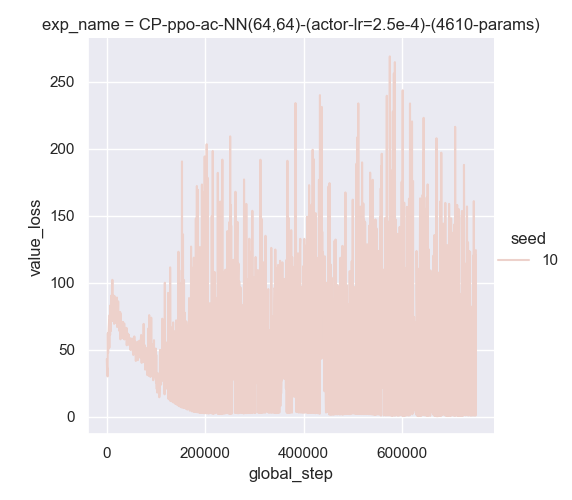 exp_name = CP-ppo-ac-NN(64,64)-(actor-lr=2.5e-4)-(4610-params)
250
200
150
100
50
0
value_loss
0 200000 400000 600000
global_step
seed
10